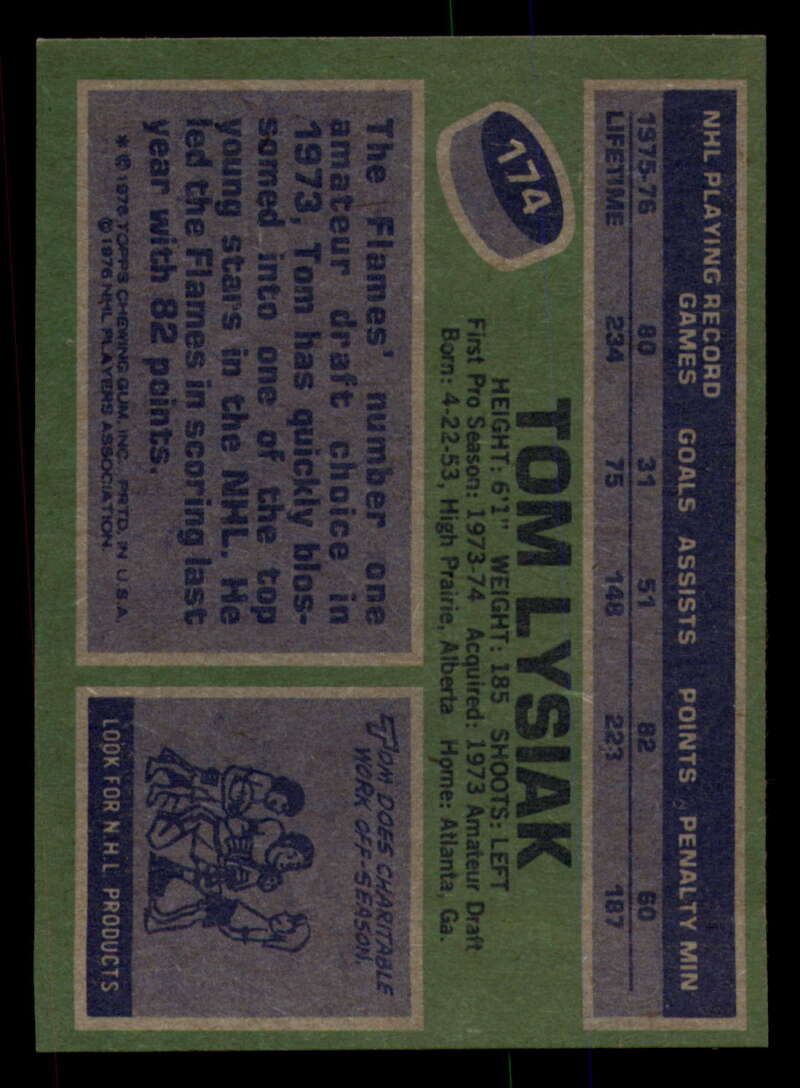 NHL PLAYING RECORD
GAMES GOALS ASSISTS POINTS PENALTY MIN
1975-76 80 31 51 82 60
LIFETIME 234 75 148 223 187
174
TOM LYSIAK
HEIGHT: 6'1" WEIGHT: 185 SHOOTS: LEFT
First Pro Season: 1973-74 Acquired: 1973 Amateur Draft
Born: 4-22-53, High Prairie, Alberta Home: Atlanta, Ga.
The Flames' number one
amateur draft choice in
1973, Tom has quickly blos-
somed into one of the top
young stars in the NHL. He
led the Flames in scoring last
year with 82 points.
* © 1976 TOPPS CHEWING GUM, INC., PRTD. IN U.S.A.
© 1976 NHL PLAYERS ASSOCIATION.
TOM DOES CHARITABLE
WORK OFF-SEASON.
LOOK FOR N.H.L PRODUCTS